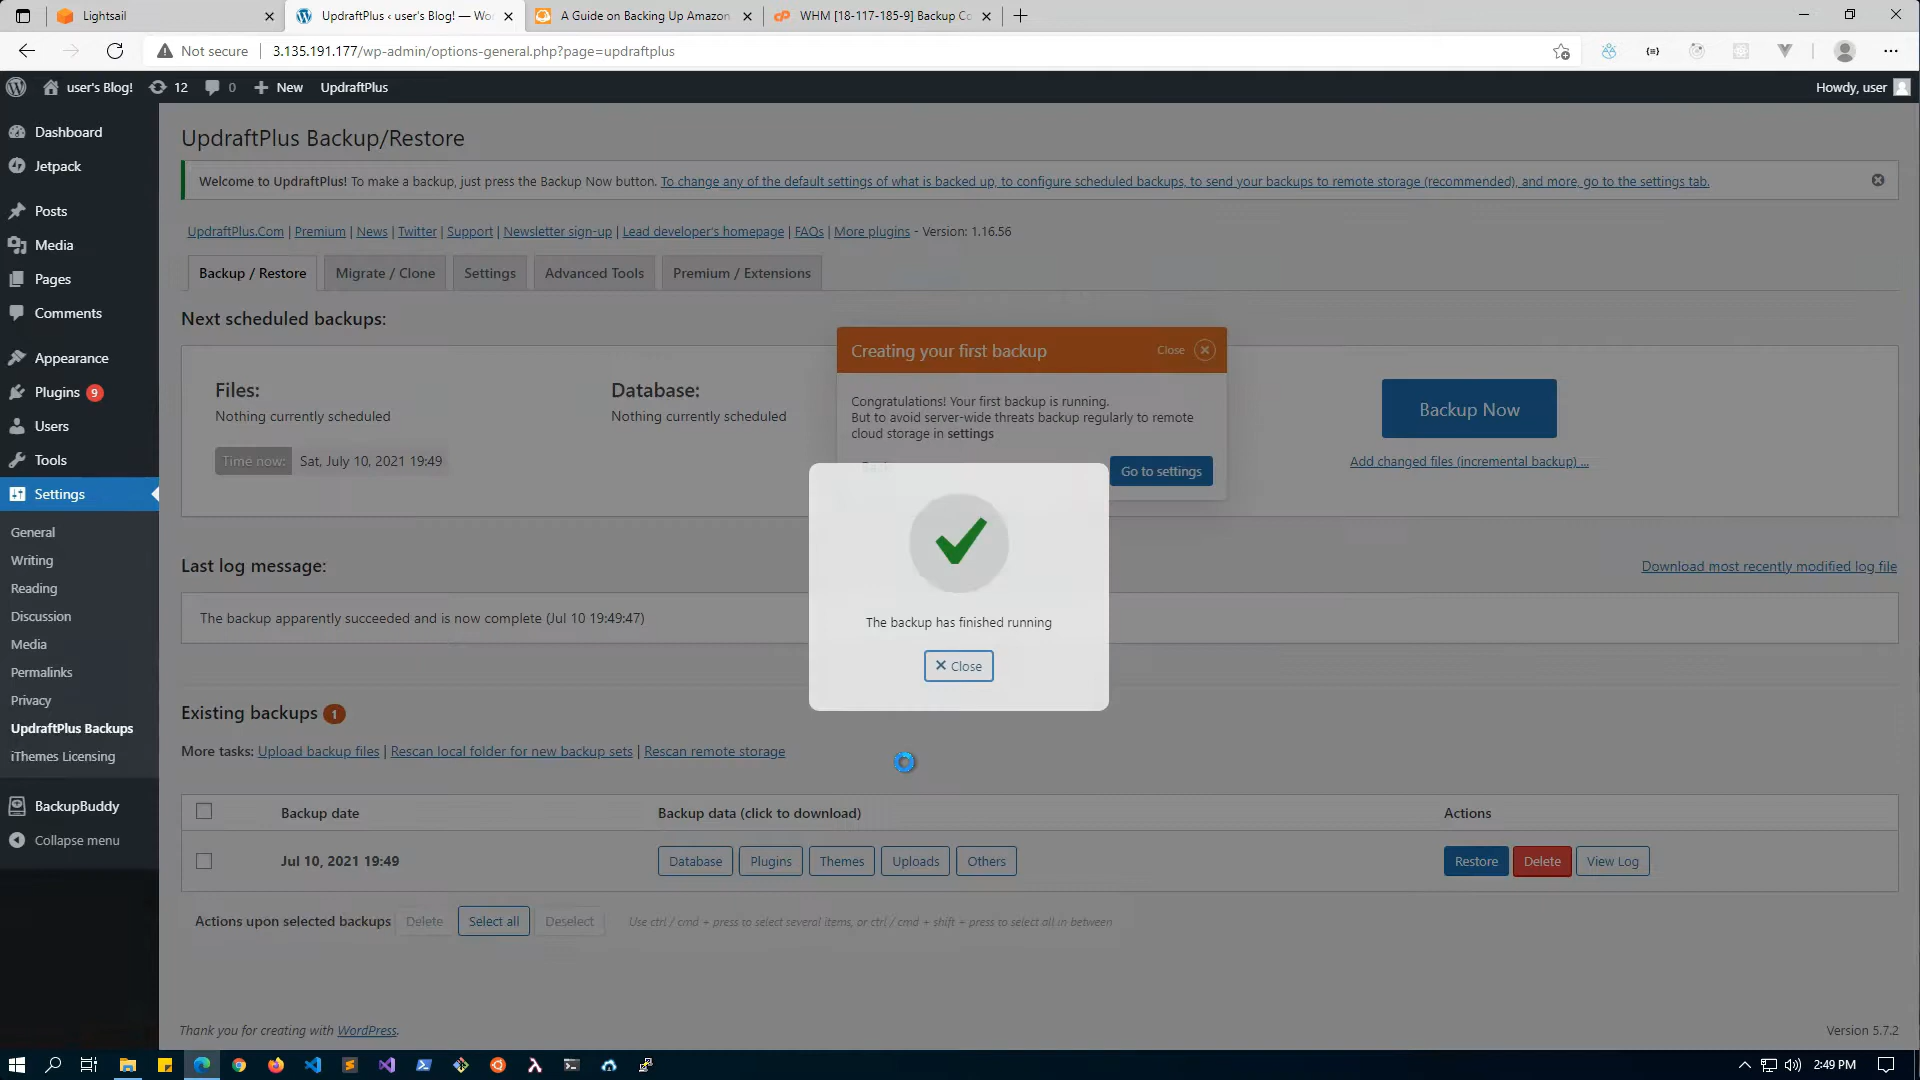 Lightsail
UpdraftPlus ‹ user's Blog! — Wo
A Guide on Backing Up Amazon
WHM [18-117-185-9] Backup Co
Not secure
3.135.191.177/wp-admin/options-general.php?page=updraftplus
user's Blog!
12
0
New
UpdraftPlus
Howdy, user
Dashboard
Jetpack
Posts
Media
Pages
Comments
Appearance
Plugins 9
Users
Tools
Settings
General
Writing
Reading
Discussion
Media
Permalinks
Privacy
UpdraftPlus Backups
iThemes Licensing
BackupBuddy
Collapse menu
UpdraftPlus Backup/Restore
Welcome to UpdraftPlus! To make a backup, just press the Backup Now button. To change any of the default settings of what is backed up, to configure scheduled backups, to send your backups to remote storage (recommended), and more, go to the settings tab.
UpdraftPlus.Com | Premium | News | Twitter | Support | Newsletter sign-up | Lead developer's homepage | FAQs | More plugins - Version: 1.16.56
Backup / Restore
Migrate / Clone
Settings
Advanced Tools
Premium / Extensions
Next scheduled backups:
Files:
Nothing currently scheduled
Time now: Sat, July 10, 2021 19:49
Database:
Nothing currently scheduled
Creating your first backup
Close
Congratulations! Your first backup is running.
But to avoid server-wide threats backup regularly to remote
cloud storage in settings
Go to settings
Backup Now
Add changed files (incremental backup) ...
The backup has finished running
Close
Last log message:
Download most recently modified log file
The backup apparently succeeded and is now complete (Jul 10 19:49:47)
Existing backups 1
More tasks: Upload backup files | Rescan local folder for new backup sets | Rescan remote storage
Backup date
Backup data (click to download)
Actions
Jul 10, 2021 19:49
Database
Plugins
Themes
Uploads
Others
Restore
Delete
View Log
Actions upon selected backups
Delete
Select all
Deselect
Use ctrl / cmd + press to select several items, or ctrl / cmd + shift + press to select all in between
Thank you for creating with WordPress.
Version 5.7.2
2:49 PM